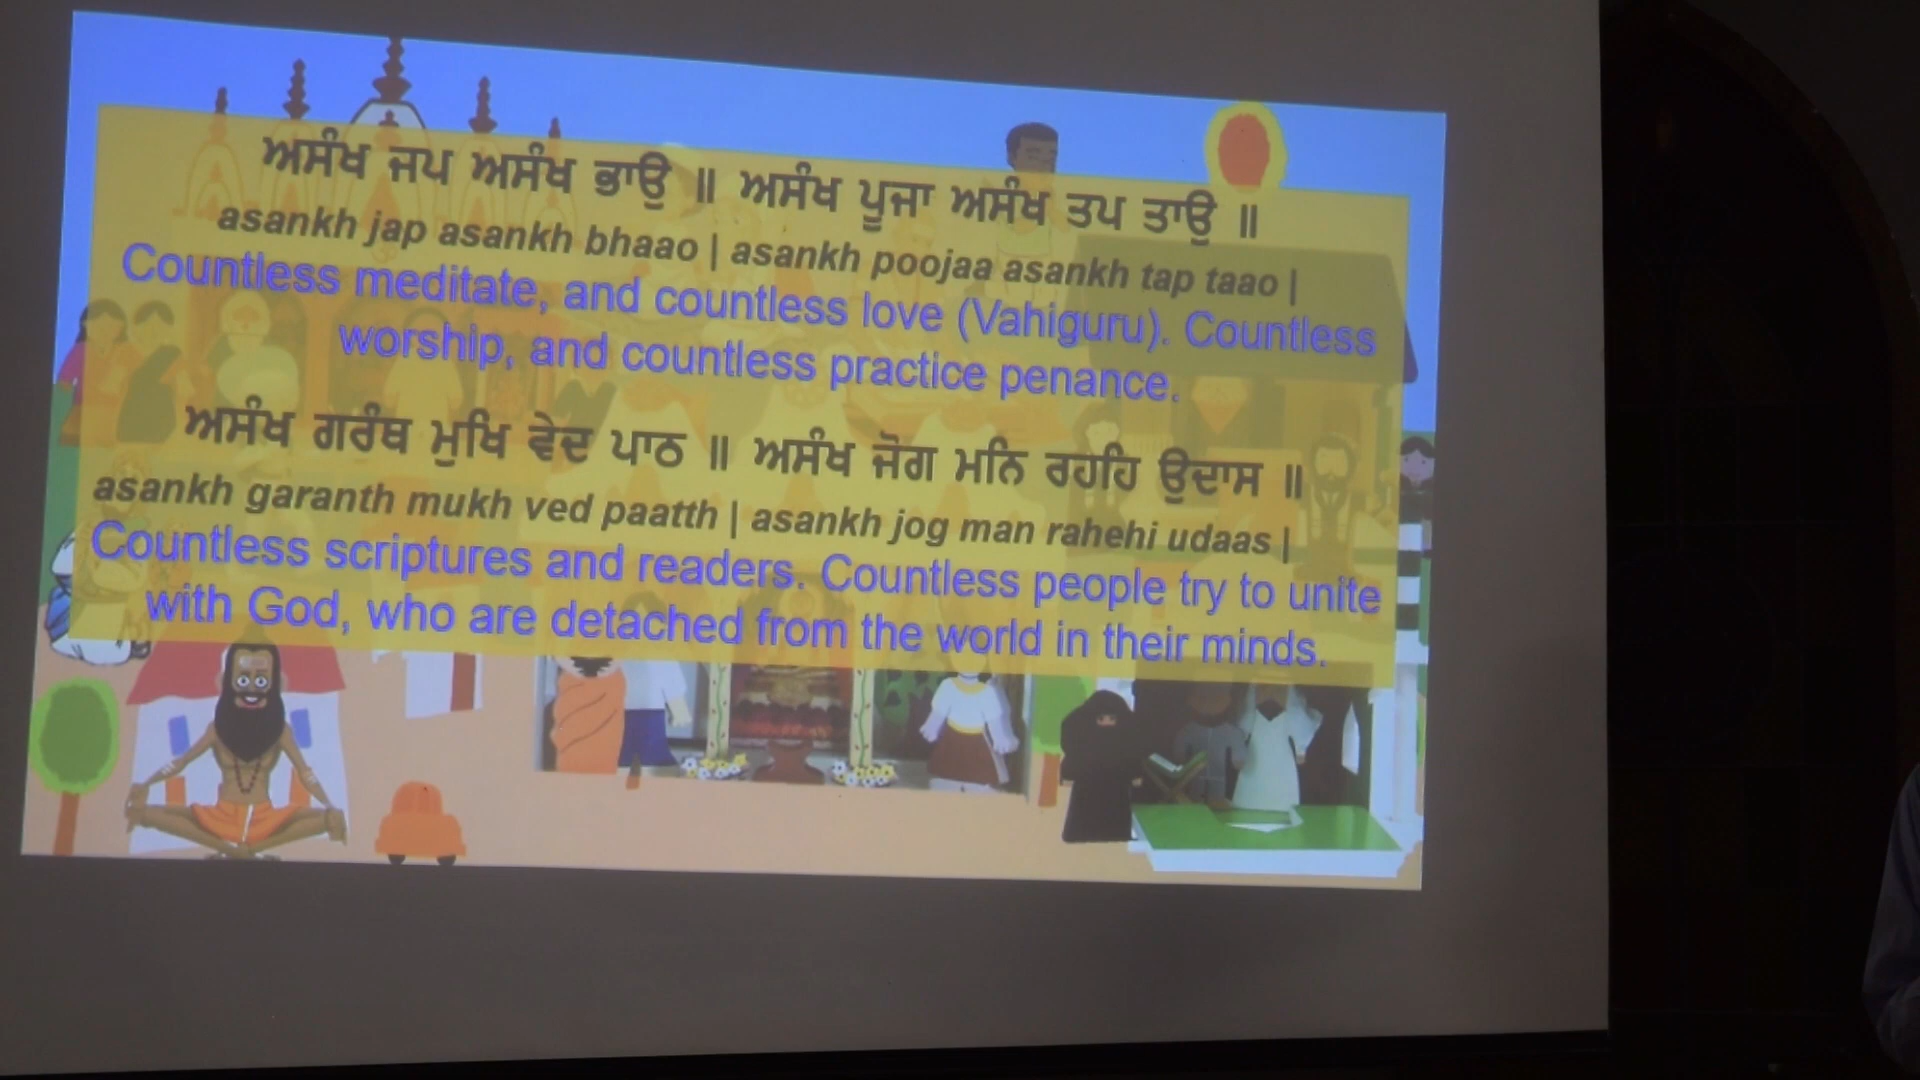 ਅਸੰਖ ਜਪ ਅਸੰਖ ਭਾਉ ॥ ਅਸੰਖ ਪੂਜਾ ਅਸੰਖ ਤਪ ਤਾਉ ॥
asankh jap asankh bhaao | asankh poojaa asankh tap taao |
Countless meditate, and countless love (Vahiguru). Countless
worship, and countless practice penance.
ਅਸੰਖ ਗਰੰਥ ਮੁਖਿ ਵੇਦ ਪਾਠ ॥ ਅਸੰਖ ਜੋਗ ਮਨਿ ਰਹਹਿ ਉਦਾਸ ॥
asankh garanth mukh ved paatth | asankh jog man rahehi udaas |
Countless scriptures and readers. Countless people try to unite
with God, who are detached from the world in their minds.